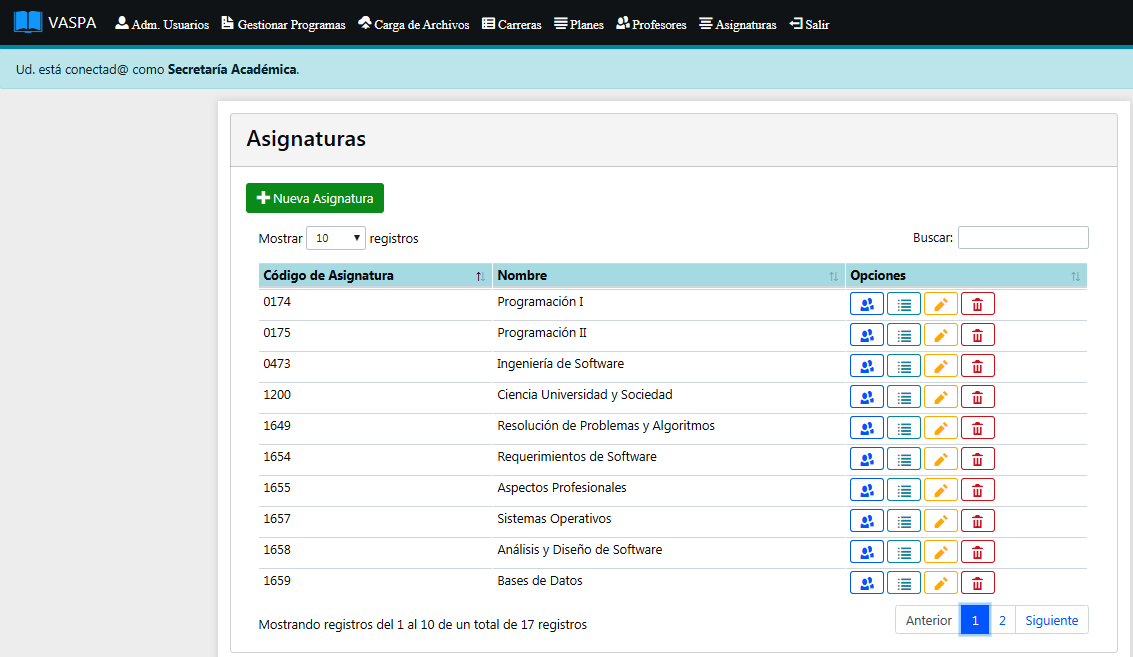 VASPA Adm. Usuarios Gestionar Programas Carga de Archivos Carreras Planes Profesores Asignaturas Salir
Ud. está conectad@ como Secretaría Académica.
Asignaturas
Nueva Asignatura
Mostrar 10 registros Buscar:
Código de Asignatura Nombre Opciones
0174 Programación I
0175 Programación II
0473 Ingeniería de Software
1200 Ciencia Universidad y Sociedad
1649 Resolución de Problemas y Algoritmos
1654 Requerimientos de Software
1655 Aspectos Profesionales
1657 Sistemas Operativos
1658 Análisis y Diseño de Software
1659 Bases de Datos
Mostrando registros del 1 al 10 de un total de 17 registros Anterior 1 2 Siguiente